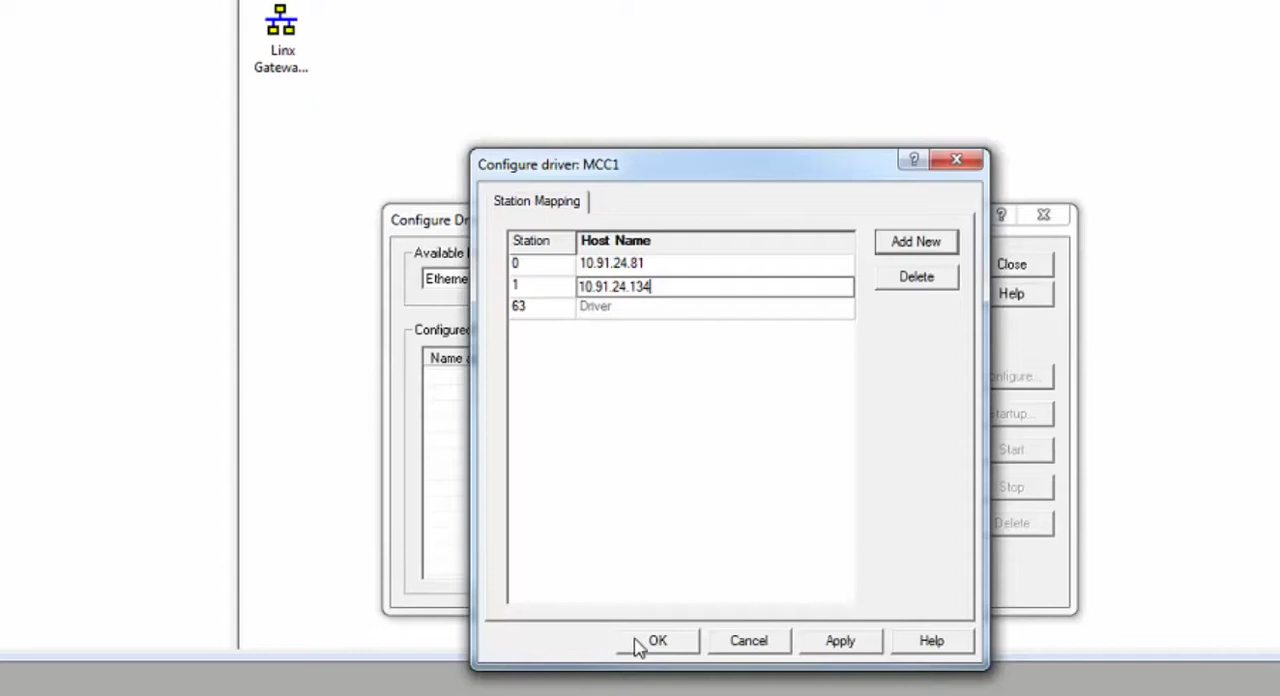 Linx
Gatewa...
Configure driver: MCC1
?
Station Mapping
Station Host Name
0 10.91.24.81
1 10.91.24.134
63 Driver
Add New
Delete
OK Cancel Apply Help
Configure Dr
?
Available
Etherne
Configured
Name a
Close
Help
onfigure...
tartup...
Start
Stop
Delete